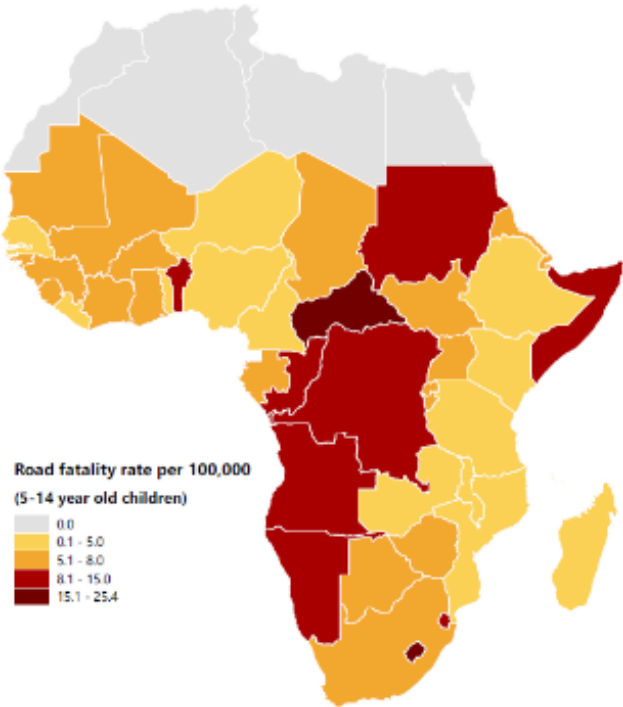 Road fatality rate per 100,000
(5-14 year old children)
0.0
0.1 - 5.0
5.1 - 8.0
8.1 - 15.0
15.1 - 25.4